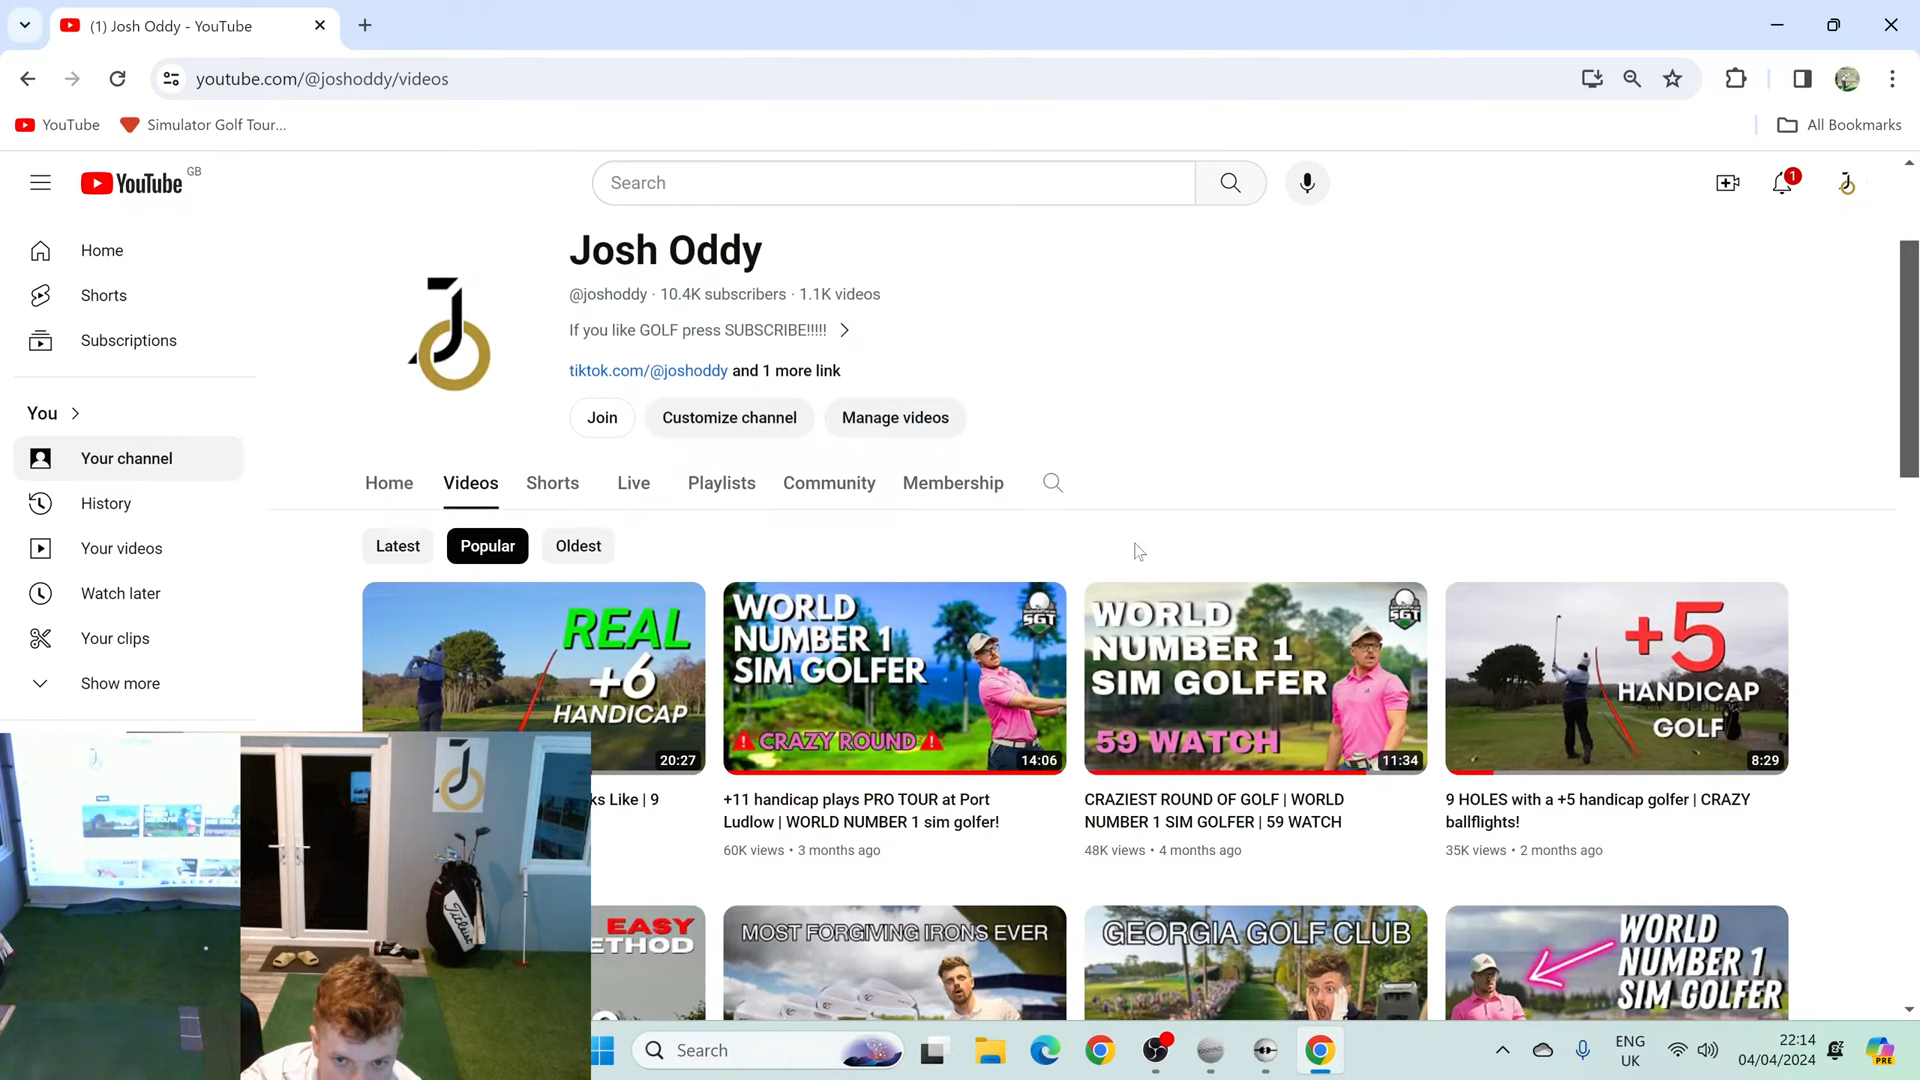 (1) Josh Oddy - YouTube
youtube.com/@joshoddy/videos
YouTube
Simulator Golf Tour...
All Bookmarks
YouTube GB
Search
1
Home
Shorts
Subscriptions
You
Your channel
History
Your videos
Watch later
Your clips
Show more
Josh Oddy
@joshoddy · 10.4K subscribers · 1.1K videos
If you like GOLF press SUBSCRIBE!!!!!
tiktok.com/@joshoddy and 1 more link
Join
Customize channel
Manage videos
Home
Videos
Shorts
Live
Playlists
Community
Membership
Latest
Popular
Oldest
REAL
+6
HANDICAP
20:27
WORLD
NUMBER 1
SIM GOLFER
SGT
CRAZY ROUND
14:06
WORLD
NUMBER 1
SIM GOLFER
SGT
59 WATCH
11:34
+5
HANDICAP
GOLF
8:29
ks Like | 9
+11 handicap plays PRO TOUR at Port
Ludlow | WORLD NUMBER 1 sim golfer!
60K views • 3 months ago
CRAZIEST ROUND OF GOLF | WORLD
NUMBER 1 SIM GOLFER | 59 WATCH
48K views • 4 months ago
9 HOLES with a +5 handicap golfer | CRAZY
ballflights!
35K views • 2 months ago
EASY
ETHOD
MOST FORGIVING IRONS EVER
GEORGIA GOLF CLUB
WORLD
NUMBER 1
SIM GOLFER
Titleist
Search
ENG
UK
22:14
04/04/2024
PRE